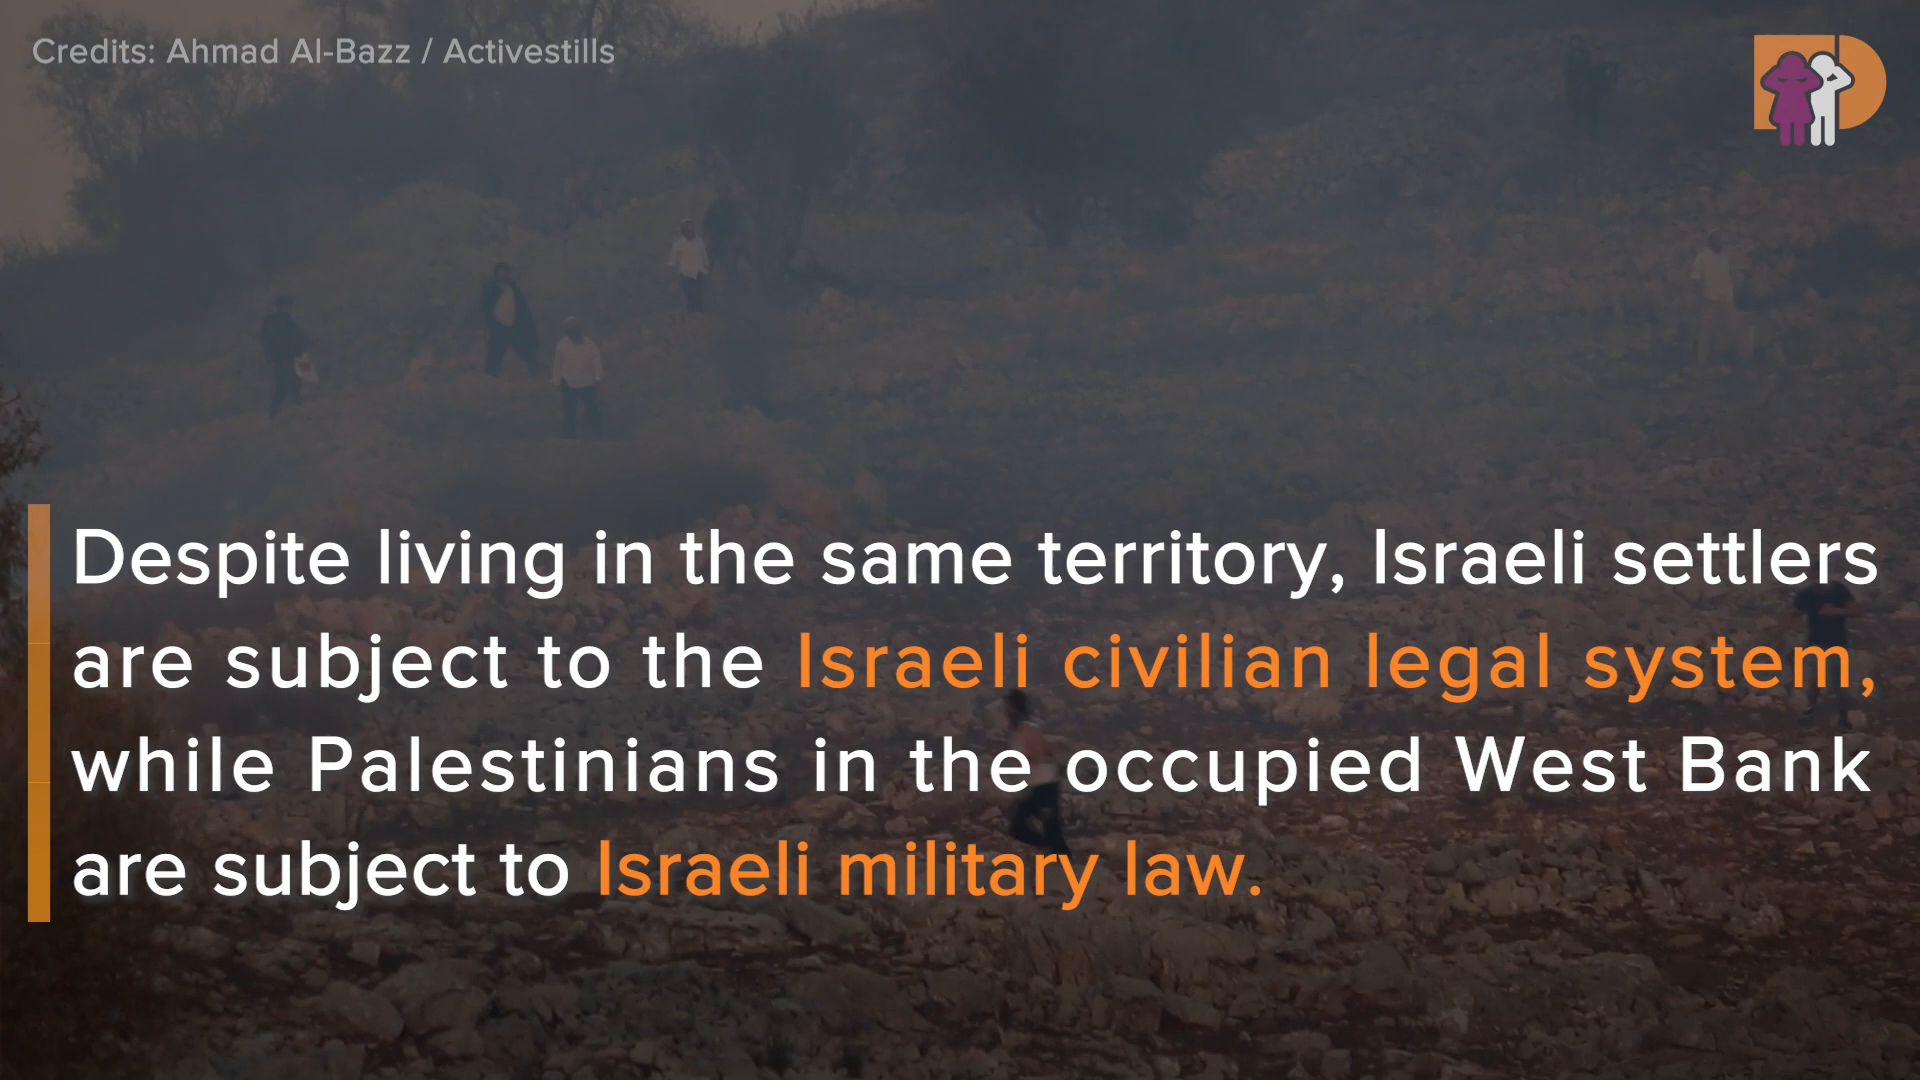 Credits: Ahmad Al-Bazz / Activestills
Despite living in the same territory, Israeli settlers
are subject to the Israeli civilian legal system,
while Palestinians in the occupied West Bank
are subject to Israeli military law.